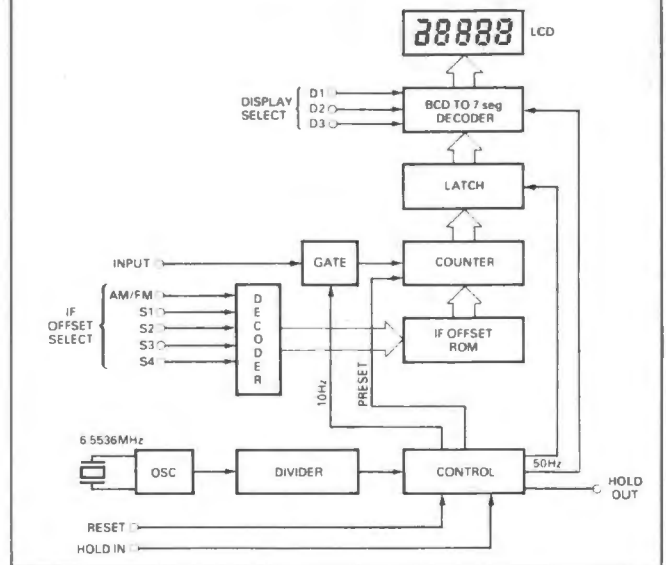 88888 LCD
DISPLAY SELECT
D1
D2
D3
BCD TO 7 seg DECODER
LATCH
INPUT
GATE
COUNTER
IF OFFSET SELECT
AM/FM
S1
S2
S3
S4
DECODER
IF OFFSET ROM
10Hz
PRESET
6.5536MHz
OSC
DIVIDER
CONTROL
50Hz
HOLD OUT
RESET
HOLD IN